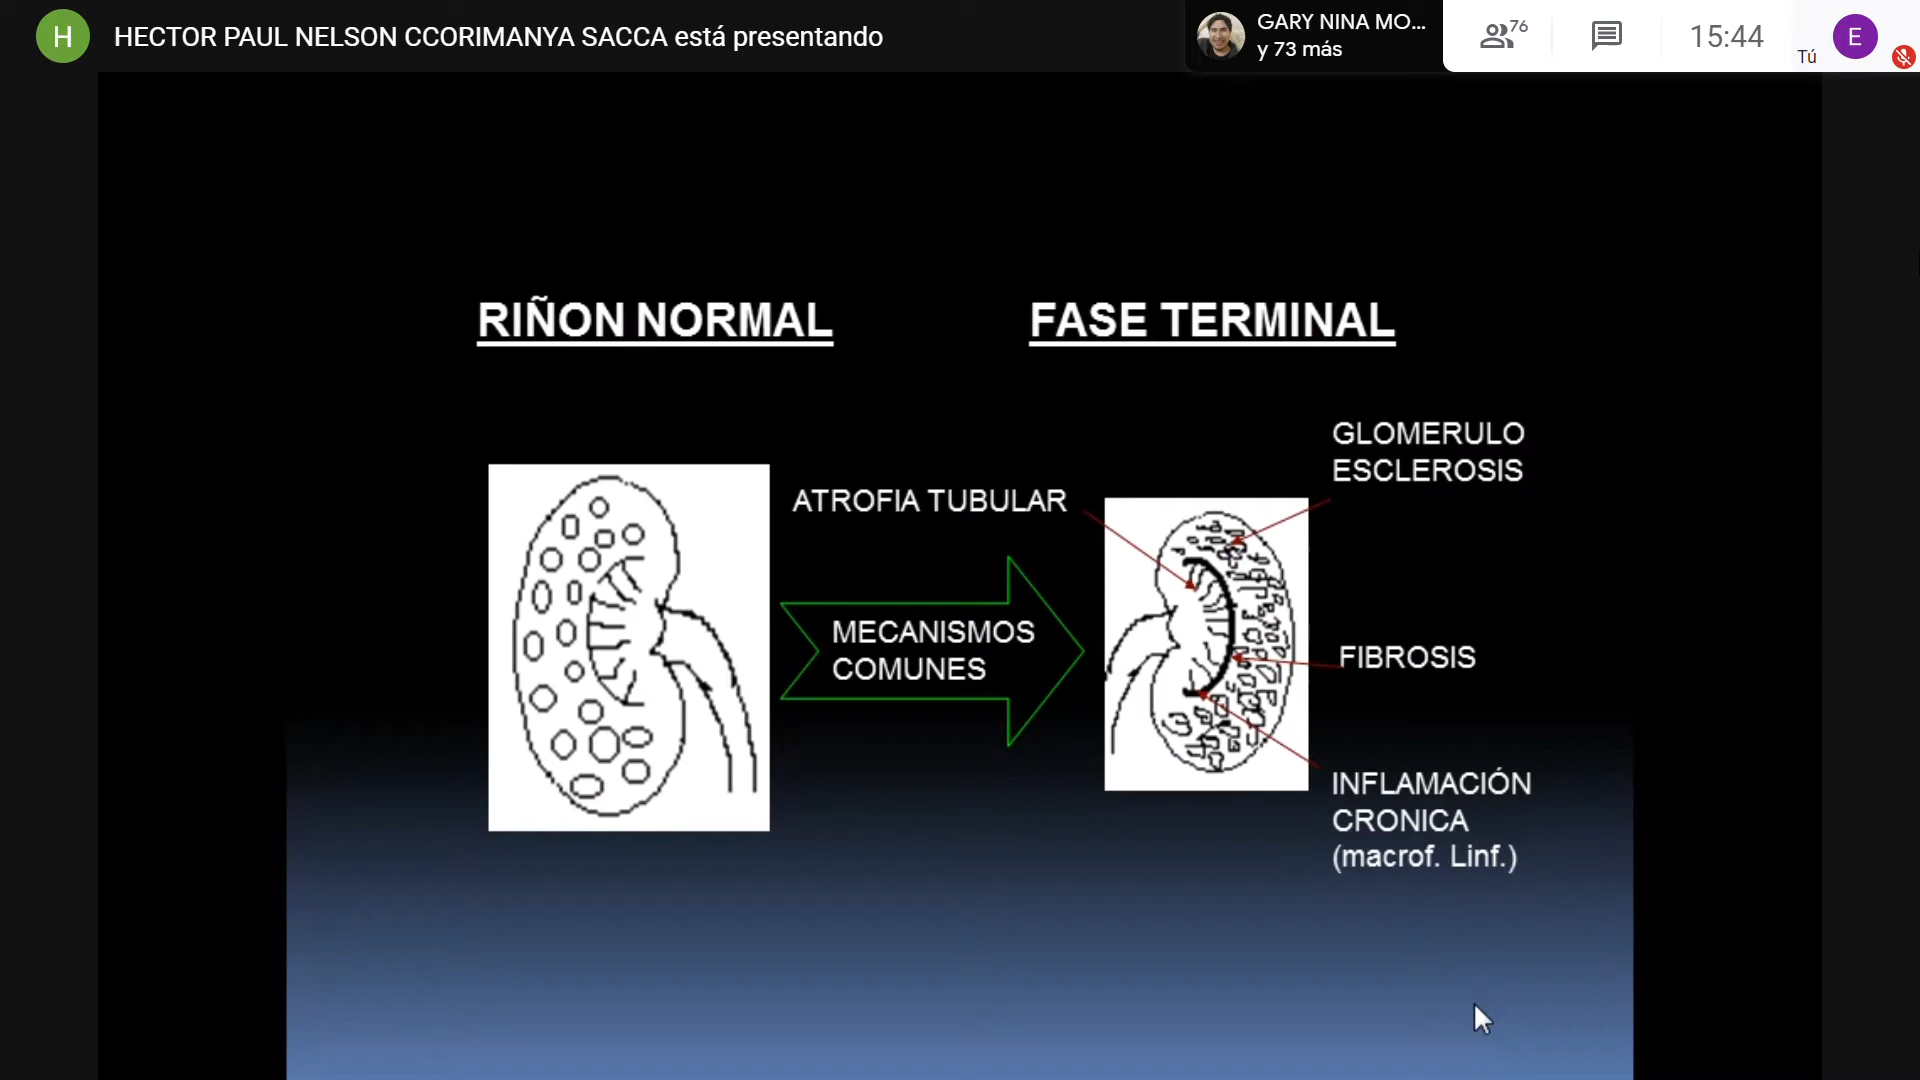 H
HECTOR PAUL NELSON CCORIMANYA SACCA está presentando
GARY NINA MO...
y 73 más
76
15:44
Tú
E
RIÑON NORMAL
FASE TERMINAL
GLOMERULO
ESCLEROSIS
ATROFIA TUBULAR
MECANISMOS
COMUNES
FIBROSIS
INFLAMACIÓN
CRONICA
(macrof. Linf.)